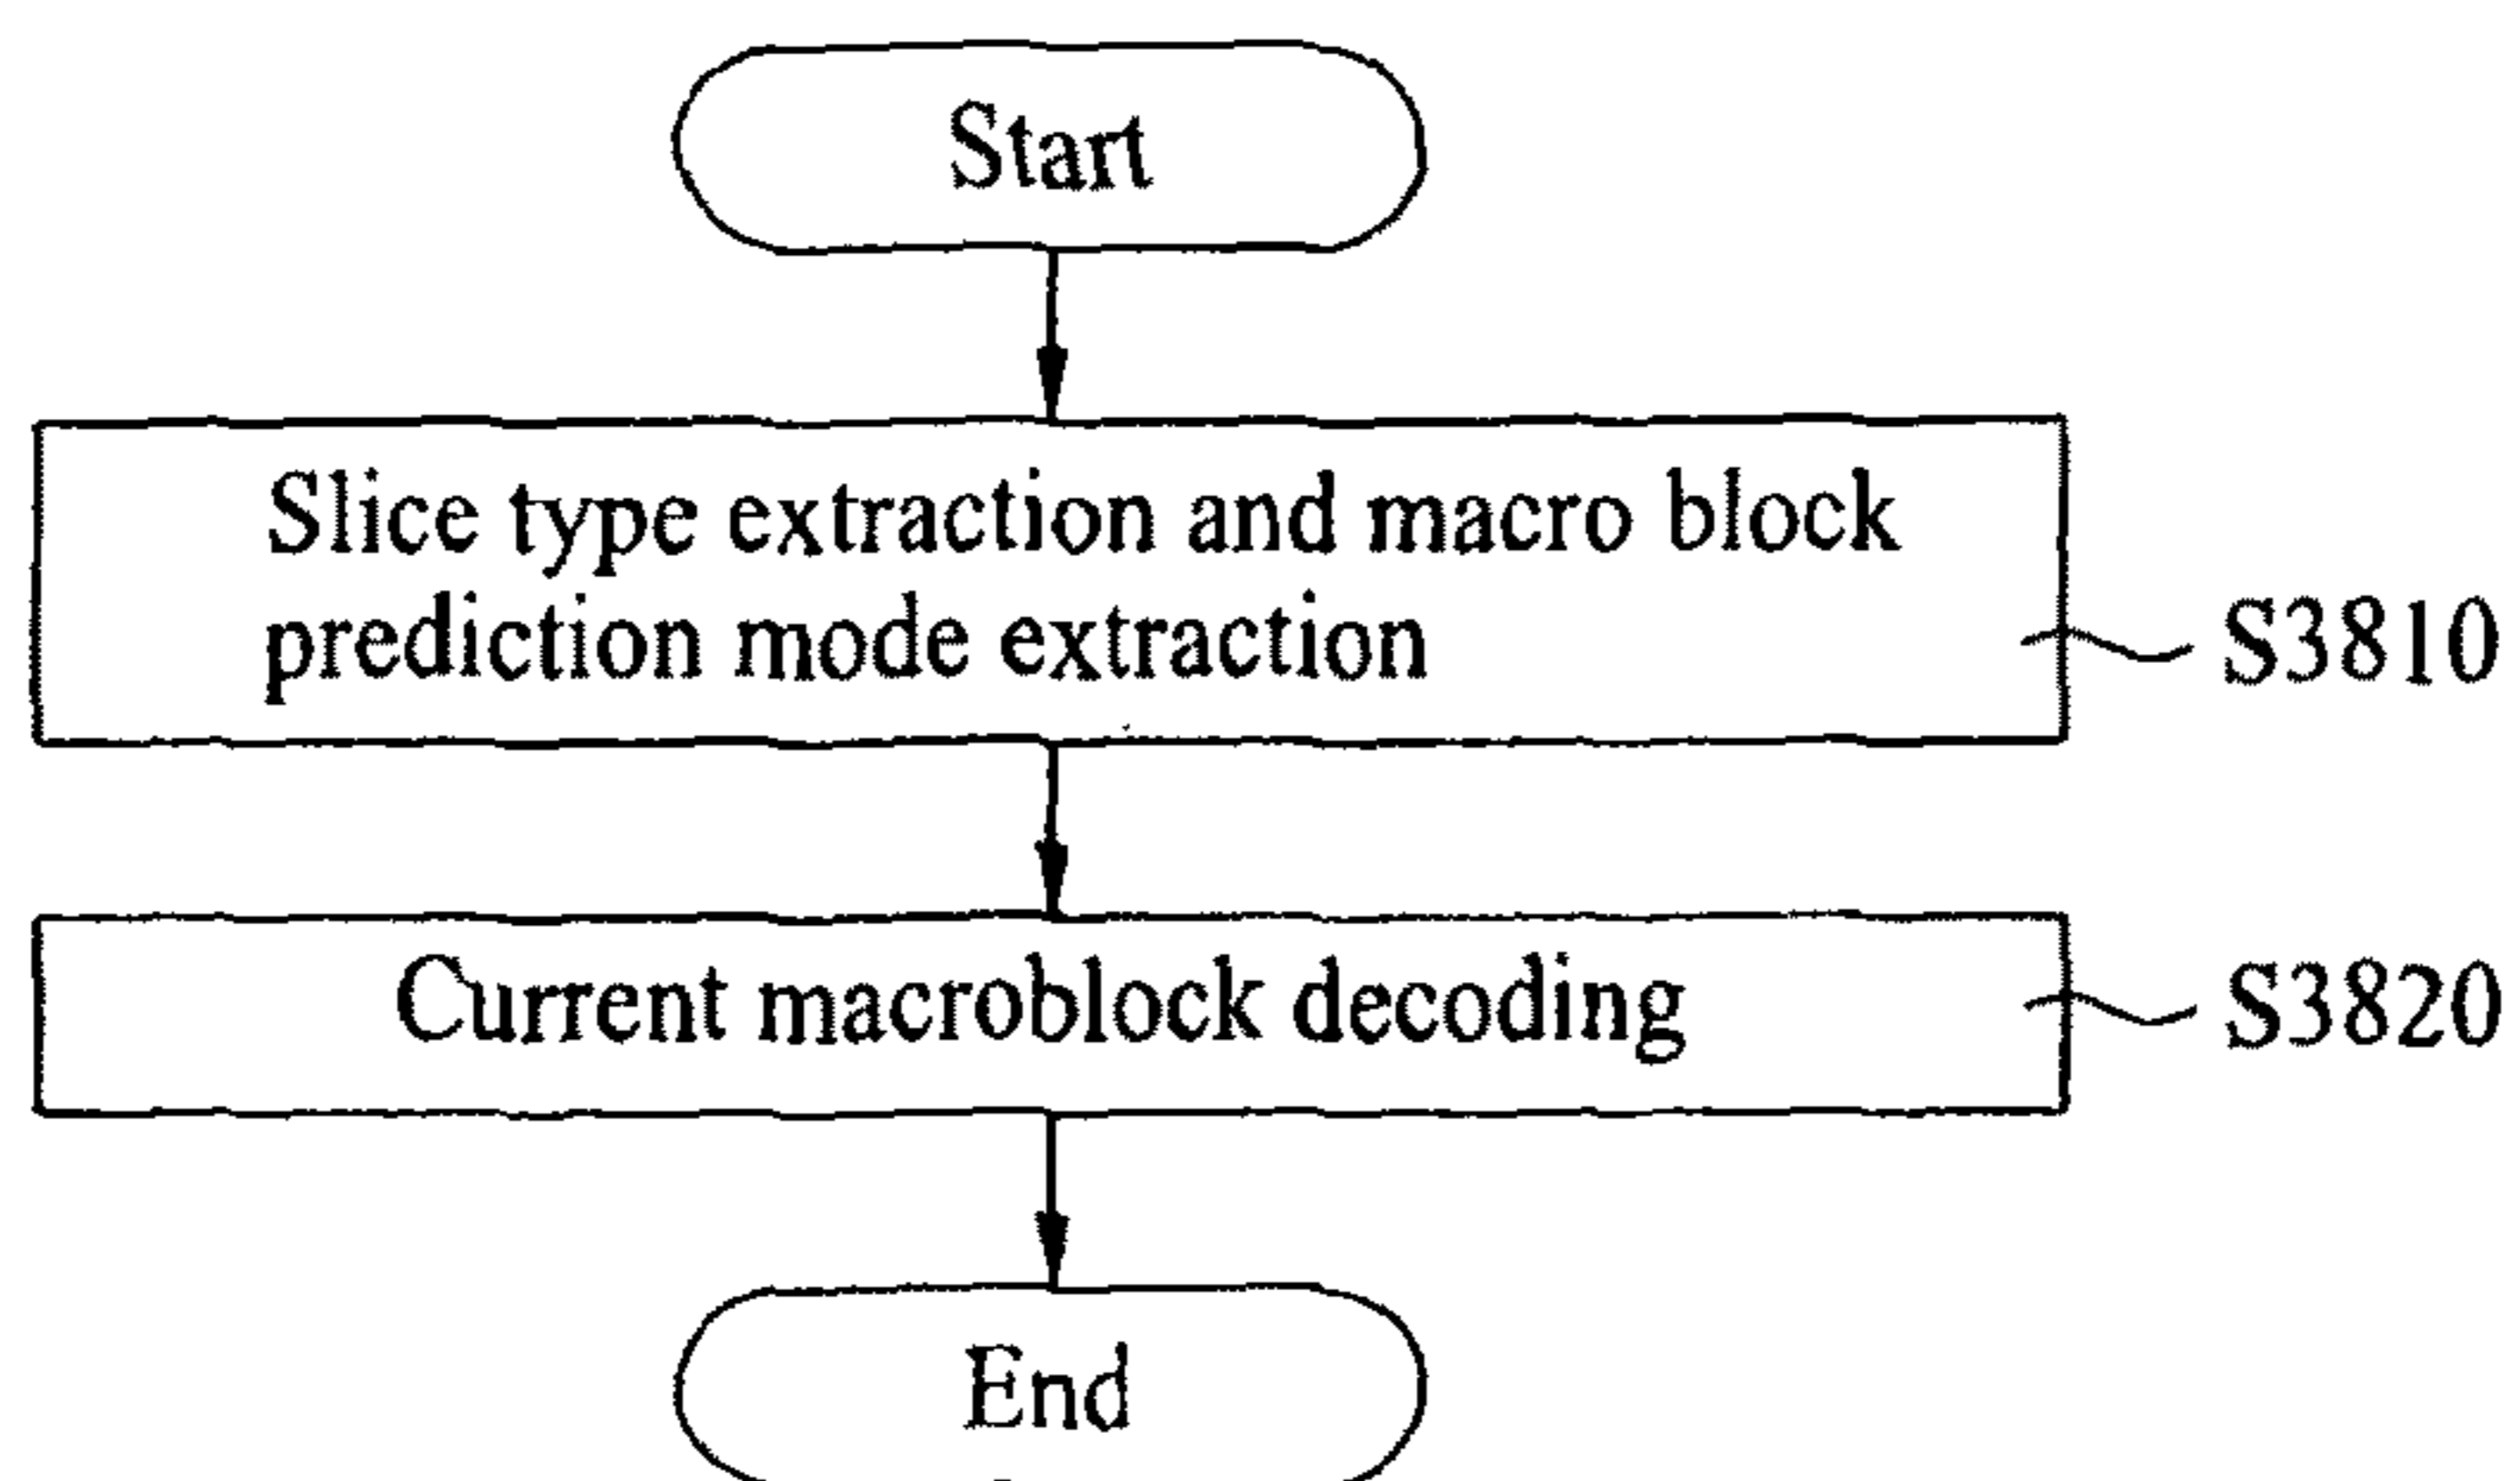 Start
Slice type extraction and macro block
prediction mode extraction
S3810
Current macroblock decoding
S3820
End